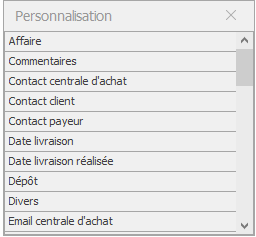 Personnalisation
Affaire
Commentaires
Contact centrale d'achat
Contact client
Contact payeur
Date livraison
Date livraison réalisée
Dépôt
Divers
Email centrale d'achat